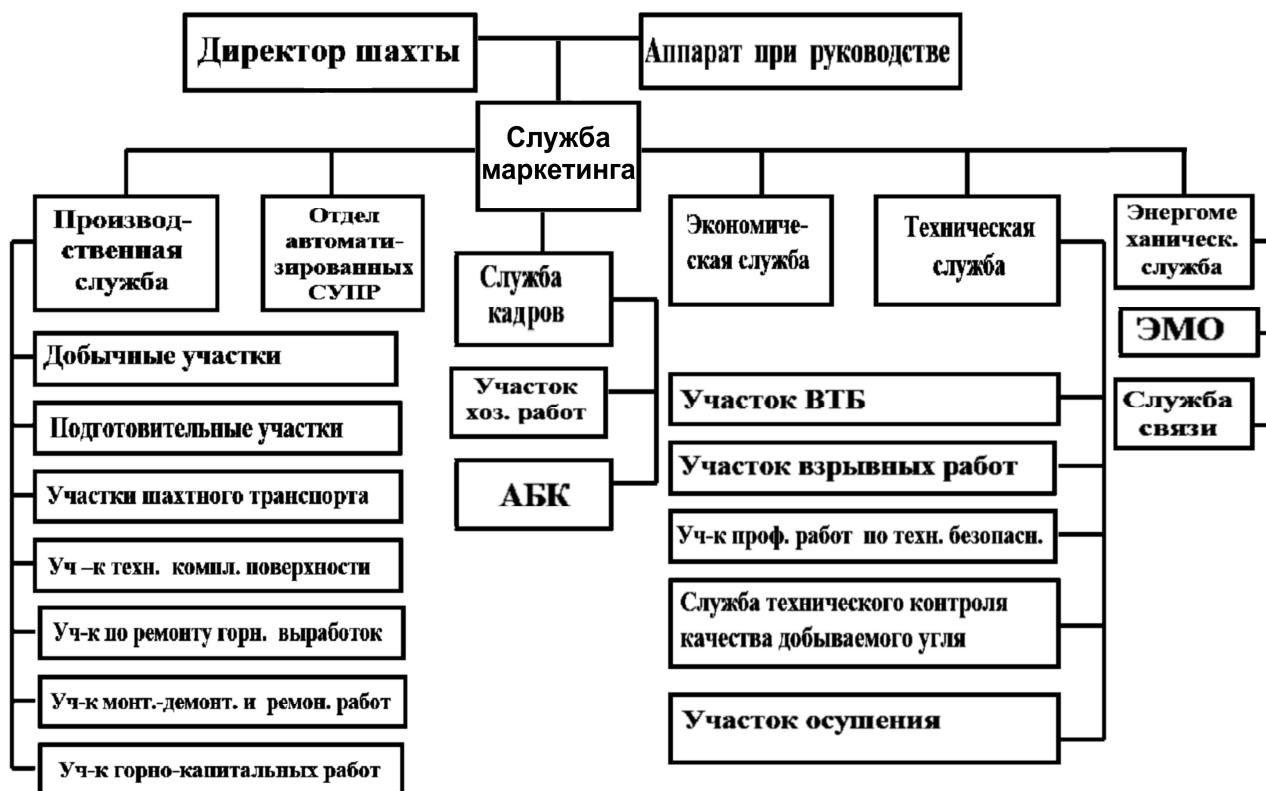 Директор шахты
Аппарат при руководстве
Служба
маркетинга
Производ-
ственная
служба
Отдел
автомати-
зированных
СУПР
Экономиче-
ская служба
Техническая
служба
Энергоме
ханическ.
служба
Служба
кадров
Участок
хоз. работ
АБК
Добычные участки
Подготовительные участки
Участки шахтного транспорта
Уч –к техн. компл. поверхности
Уч-к по ремонту горн. выработок
Уч-к монт.-демонт. и ремон. работ
Уч-к горно-капитальных работ
Участок ВТБ
Участок взрывных работ
Уч-к проф. работ по техн. безопасн.
Служба технического контроля
качества добываемого угля
Участок осушения
ЭМО
Служба
связи